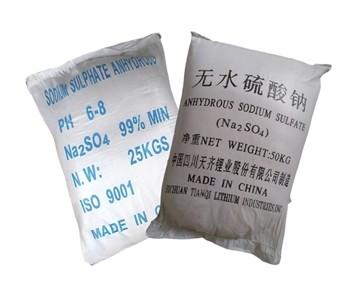 SODIUM SULPHATE ANHYDROUS
PH 6-8
Na2SO4 99% MIN
N.W: 25KGS
ISO 9001
MADE IN C
无水硫酸钠
ANHYDROUS SODIUM SULFATE
(Na2SO4)
净重NET WEIGHT:50KG
中国四川天齐锂业股份有限公司制造
MADE IN CHINA
SICHUAN TIANQI LITHIUM INDUSTRIES,INC